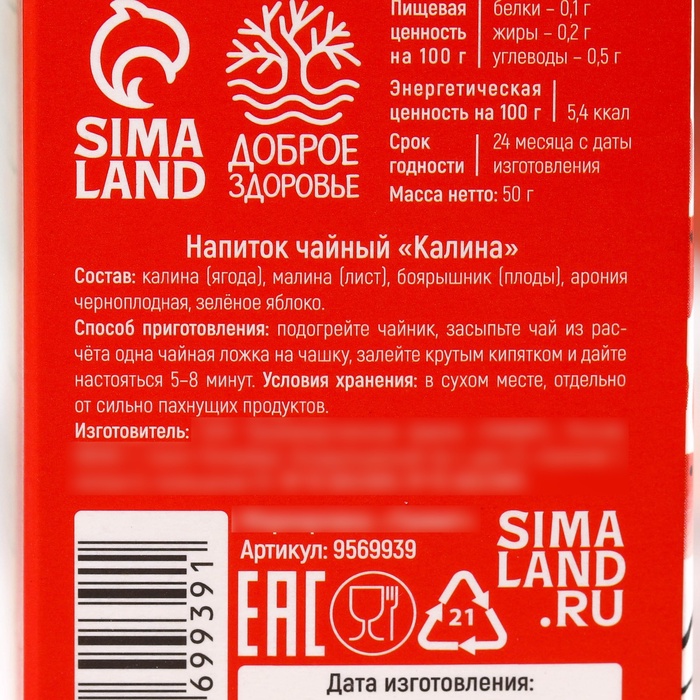 SIMA
LAND
ДОБРОЕ
ЗДОРОВЬЕ
Пищевая
ценность
на 100 г
белки – 0,1 г
жиры – 0,2 г
углеводы – 0,5 г
Энергетическая
ценность на 100 г
5,4 ккал
Срок
годности
24 месяца с даты
изготовления
Масса нетто: 50 г
Напиток чайный «Калина»
Состав: калина (ягода), малина (лист), боярышник (плоды), арония
черноплодная, зелёное яблоко.
Способ приготовления: подогрейте чайник, засыпьте чай из рас-
чёта одна чайная ложка на чашку, залейте крутым кипятком и дайте
настояться 5–8 минут. Условия хранения: в сухом месте, отдельно
от сильно пахнущих продуктов.
Изготовитель:
Артикул: 9569939
SIMA
LAND
.RU
EAC
21
699391
Дата изготовления: